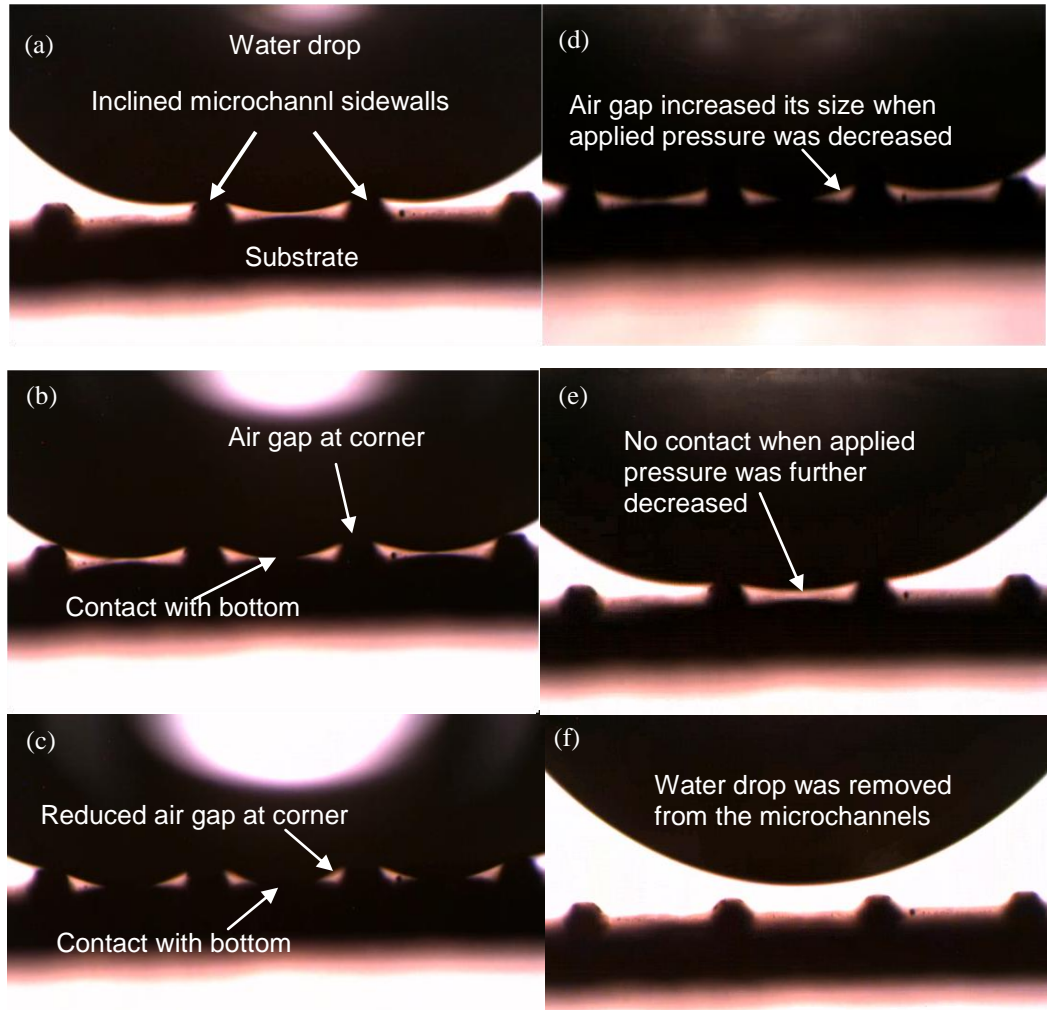 (a)
Water drop
Inclined microchannl sidewalls
Substrate
(b)
Air gap at corner
Contact with bottom
(c)
Reduced air gap at corner
Contact with bottom
(d)
Air gap increased its size when
applied pressure was decreased
(e)
No contact when applied
pressure was further
decreased
(f)
Water drop was removed
from the microchannels